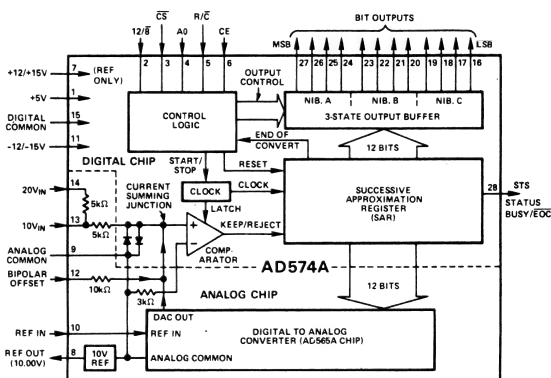 BIT OUTPUTS
12/8 CS A0 R/C CE
MSB LSB
2 3 4 5 6
27 26 25 24 23 22 21 20 19 18 17 16
+12/+15V 7 (REF ONLY)
+5V 1
DIGITAL COMMON 15
-12/-15V 11
OUTPUT CONTROL
CONTROL LOGIC
NIB. A NIB. B NIB. C
3-STATE OUTPUT BUFFER
END OF CONVERT
12 BITS
DIGITAL CHIP
START/STOP
RESET
CLOCK
CLOCK
LATCH
SUCCESSIVE APPROXIMATION REGISTER (SAR)
28 STS
STATUS
BUSY/EOC
20VIN 14
5kΩ
CURRENT SUMMING JUNCTION
10VIN 13
5kΩ
+
−
KEEP/REJECT
COMPARATOR
ANALOG COMMON 9
AD574A
BIPOLAR OFFSET 12
10kΩ
3kΩ
ANALOG CHIP
12 BITS
DAC OUT
REF IN 10
REF IN
DIGITAL TO ANALOG CONVERTER (AD565A CHIP)
REF OUT (10.00V) 8
10V REF
ANALOG COMMON